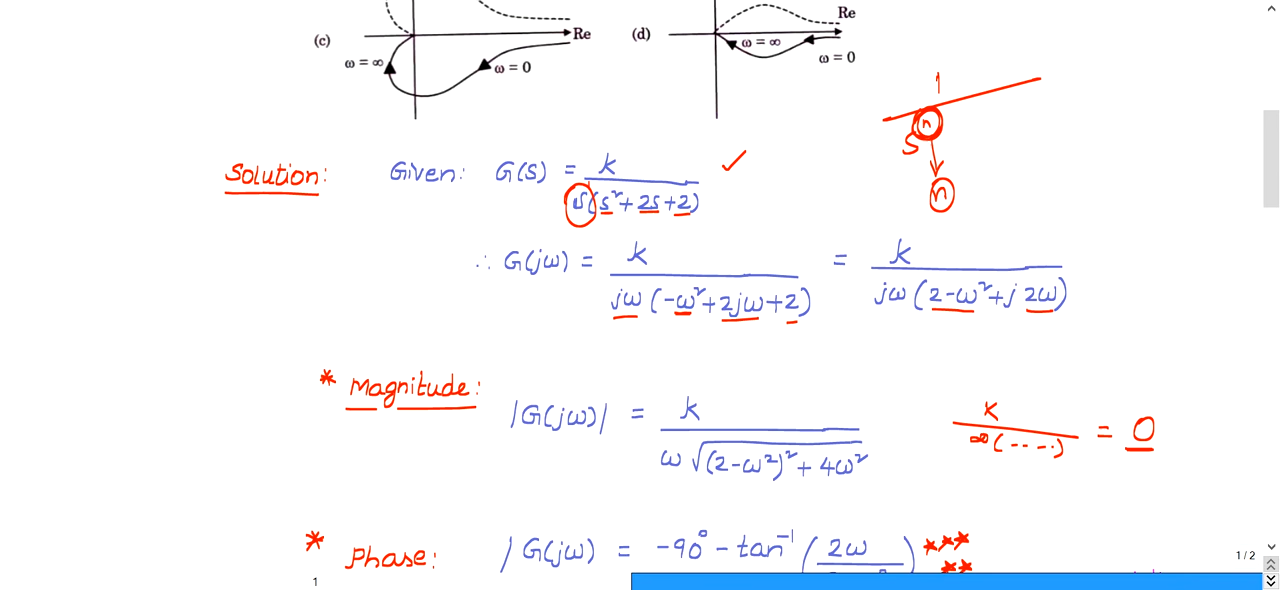 Re
(c) Re (d)
ω = ∞ ω = 0 ω = ∞ ω = 0
1
n
S
n
Solution: Given: G(s) = k / s(s²+2s+2) ✓
∴ G(jω) = k / jω(-ω²+2jω+2) = k / jω(2-ω²+j2ω)
* Magnitude: |G(jω)| = k / ω√((2-ω²)²+4ω²) K / ∞(-----) = 0
* Phase: ∠G(jω) = -90° - tan⁻¹(2ω ***
**
1 / 2
1